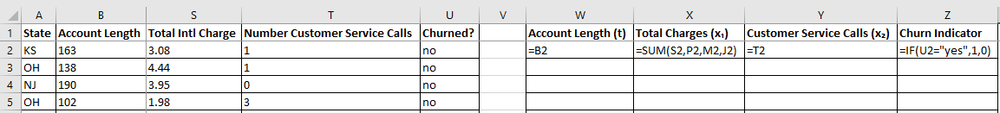 A B S T U V W X Y Z
1 State Account Length Total Intl Charge Number Customer Service Calls Churned? Account Length (t) Total Charges (x₁) Customer Service Calls (x₂) Churn Indicator
2 KS 163 3.08 1 no =B2 =SUM(S2,P2,M2,J2) =T2 =IF(U2="yes",1,0)
3 OH 138 4.44 1 no
4 NJ 190 3.95 0 no
5 OH 102 1.98 3 no